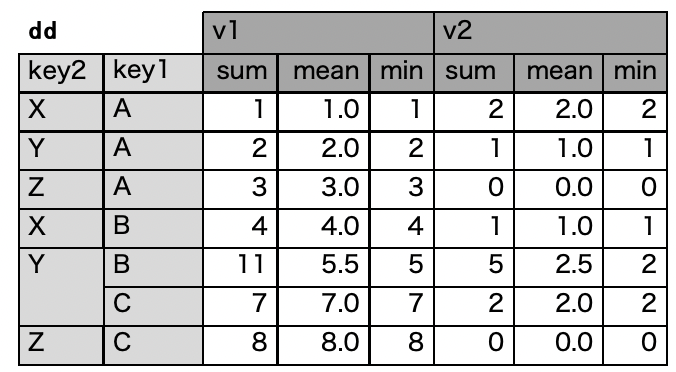 dd v1 v2
key2 key1 sum mean min sum mean min
X A 1 1.0 1 2 2.0 2
Y A 2 2.0 2 1 1.0 1
Z A 3 3.0 3 0 0.0 0
X B 4 4.0 4 1 1.0 1
Y B 11 5.5 5 5 2.5 2
C 7 7.0 7 2 2.0 2
Z C 8 8.0 8 0 0.0 0